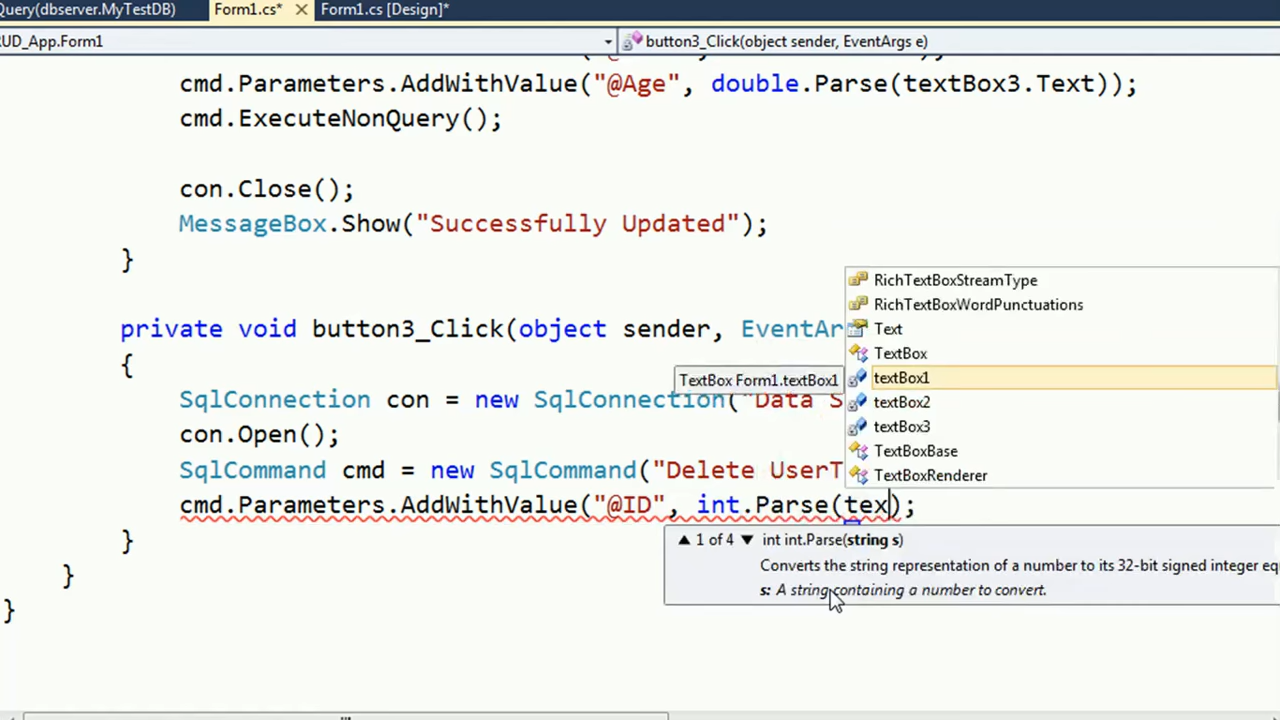 Query(dbserver.MyTestDB) Form1.cs* Form1.cs [Design]*
UD_App.Form1 button3_Click(object sender, EventArgs e)
cmd.Parameters.AddWithValue("@Age", double.Parse(textBox3.Text));
cmd.ExecuteNonQuery();
con.Close();
MessageBox.Show("Successfully Updated");
}
private void button3_Click(object sender, EventAr
{
SqlConnection con = new SqlConnection("Data S
con.Open();
SqlCommand cmd = new SqlCommand("Delete UserT
cmd.Parameters.AddWithValue("@ID", int.Parse(tex);
}
}
}
RichTextBoxStreamType
RichTextBoxWordPunctuations
Text
TextBox
textBox1
textBox2
textBox3
TextBoxBase
TextBoxRenderer
TextBox Form1.textBox1
1 of 4 int int.Parse(string s)
Converts the string representation of a number to its 32-bit signed integer eq
s: A string containing a number to convert.